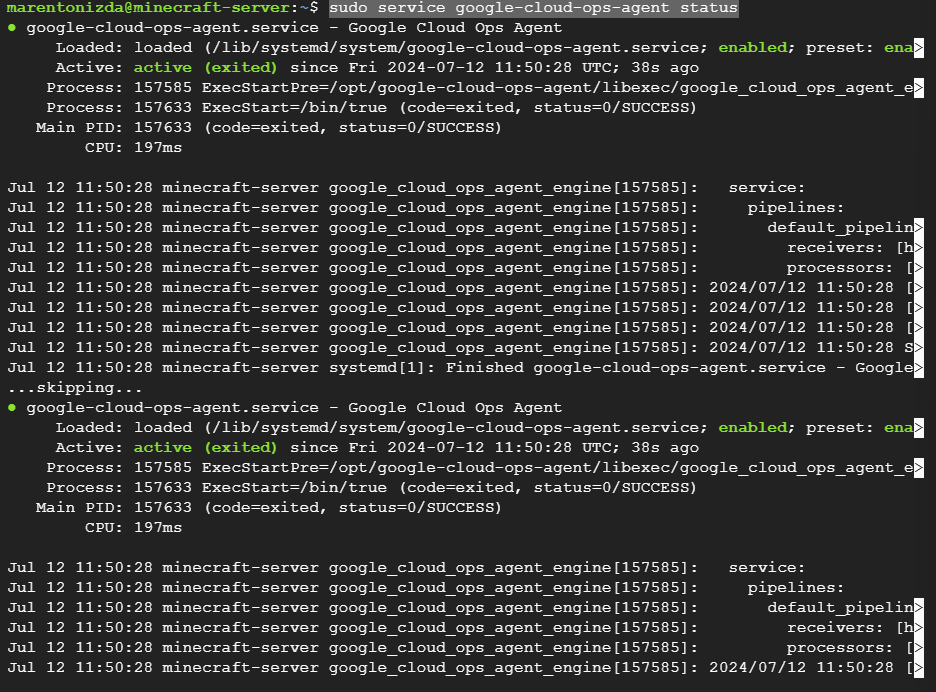 marentonizda@minecraft-server:~$ sudo service google-cloud-ops-agent status
● google-cloud-ops-agent.service - Google Cloud Ops Agent
     Loaded: loaded (/lib/systemd/system/google-cloud-ops-agent.service; enabled; preset: ena>
     Active: active (exited) since Fri 2024-07-12 11:50:28 UTC; 38s ago
    Process: 157585 ExecStartPre=/opt/google-cloud-ops-agent/libexec/google_cloud_ops_agent_e>
    Process: 157633 ExecStart=/bin/true (code=exited, status=0/SUCCESS)
   Main PID: 157633 (code=exited, status=0/SUCCESS)
        CPU: 197ms

Jul 12 11:50:28 minecraft-server google_cloud_ops_agent_engine[157585]:   service:
Jul 12 11:50:28 minecraft-server google_cloud_ops_agent_engine[157585]:     pipelines:
Jul 12 11:50:28 minecraft-server google_cloud_ops_agent_engine[157585]:       default_pipelin>
Jul 12 11:50:28 minecraft-server google_cloud_ops_agent_engine[157585]:         receivers: [h>
Jul 12 11:50:28 minecraft-server google_cloud_ops_agent_engine[157585]:         processors: [>
Jul 12 11:50:28 minecraft-server google_cloud_ops_agent_engine[157585]: 2024/07/12 11:50:28 [>
Jul 12 11:50:28 minecraft-server google_cloud_ops_agent_engine[157585]: 2024/07/12 11:50:28 [>
Jul 12 11:50:28 minecraft-server google_cloud_ops_agent_engine[157585]: 2024/07/12 11:50:28 [>
Jul 12 11:50:28 minecraft-server google_cloud_ops_agent_engine[157585]: 2024/07/12 11:50:28 S>
Jul 12 11:50:28 minecraft-server systemd[1]: Finished google-cloud-ops-agent.service - Google>
...skipping...
● google-cloud-ops-agent.service - Google Cloud Ops Agent
     Loaded: loaded (/lib/systemd/system/google-cloud-ops-agent.service; enabled; preset: ena>
     Active: active (exited) since Fri 2024-07-12 11:50:28 UTC; 38s ago
    Process: 157585 ExecStartPre=/opt/google-cloud-ops-agent/libexec/google_cloud_ops_agent_e>
    Process: 157633 ExecStart=/bin/true (code=exited, status=0/SUCCESS)
   Main PID: 157633 (code=exited, status=0/SUCCESS)
        CPU: 197ms

Jul 12 11:50:28 minecraft-server google_cloud_ops_agent_engine[157585]:   service:
Jul 12 11:50:28 minecraft-server google_cloud_ops_agent_engine[157585]:     pipelines:
Jul 12 11:50:28 minecraft-server google_cloud_ops_agent_engine[157585]:       default_pipelin>
Jul 12 11:50:28 minecraft-server google_cloud_ops_agent_engine[157585]:         receivers: [h>
Jul 12 11:50:28 minecraft-server google_cloud_ops_agent_engine[157585]:         processors: [>
Jul 12 11:50:28 minecraft-server google_cloud_ops_agent_engine[157585]: 2024/07/12 11:50:28 [>